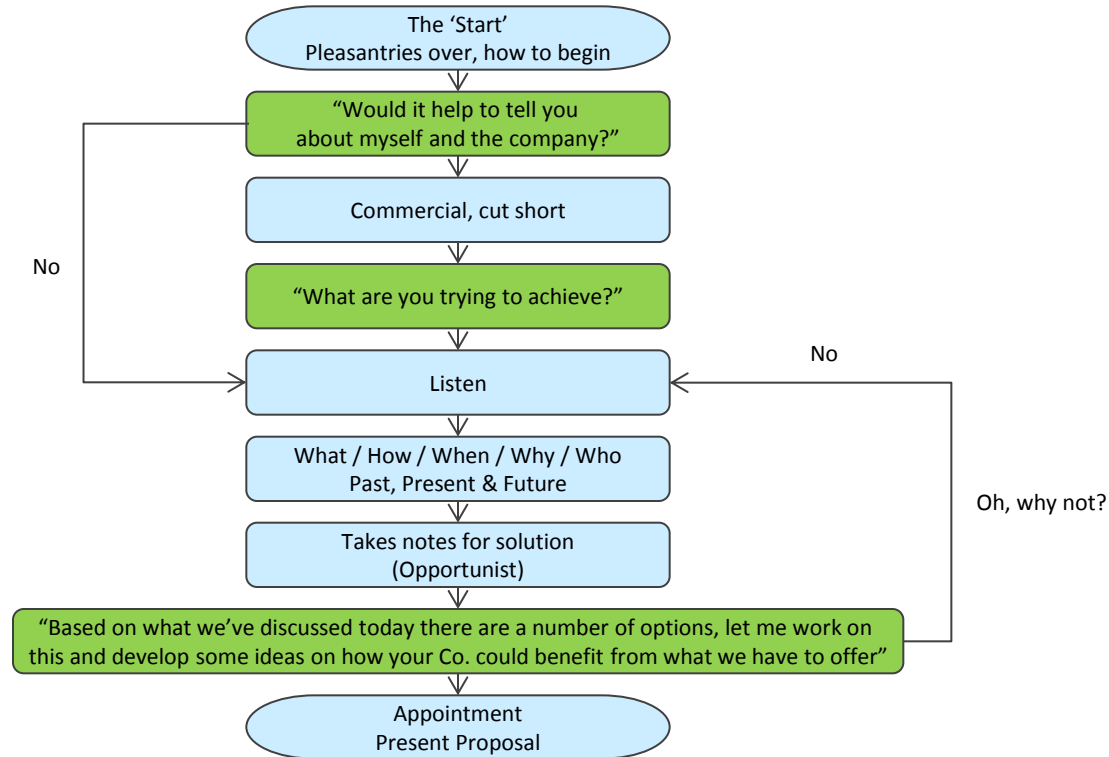 The ‘Start’
Pleasantries over, how to begin
“Would it help to tell you
about myself and the company?”
Commercial, cut short
No
“What are you trying to achieve?”
No
Listen
What / How / When / Why / Who
Past, Present & Future
Oh, why not?
Takes notes for solution
(Opportunist)
“Based on what we’ve discussed today there are a number of options, let me work on
this and develop some ideas on how your Co. could benefit from what we have to offer”
Appointment
Present Proposal